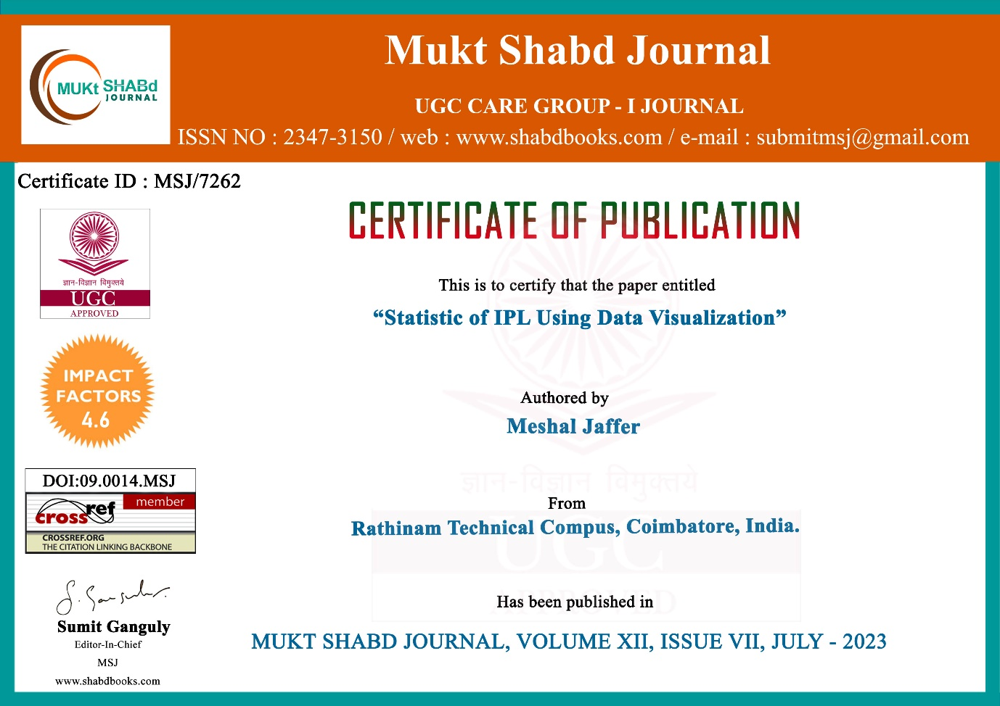 MUKt SHABd
JOURNAL
Mukt Shabd Journal
UGC CARE GROUP - I JOURNAL
ISSN NO : 2347-3150 / web : www.shabdbooks.com / e-mail : submitmsj@gmail.com
Certificate ID : MSJ/7262
ज्ञान-विज्ञान विमुक्तये
UGC
APPROVED
CERTIFICATE OF PUBLICATION
This is to certify that the paper entitled
“Statistic of IPL Using Data Visualization”
IMPACT
FACTORS
4.6
Authored by
Meshal Jaffer
DOI:09.0014.MSJ
crossref
member
CROSSREF.ORG
THE CITATION LINKING BACKBONE
ज्ञान-विज्ञान विमुक्तये
From
Rathinam Technical Compus, Coimbatore, India.
UGC
APPROVED
Has been published in
MUKT SHABD JOURNAL, VOLUME XII, ISSUE VII, JULY - 2023
S. Ganguly
Sumit Ganguly
Editor-In-Chief
MSJ
www.shabdbooks.com